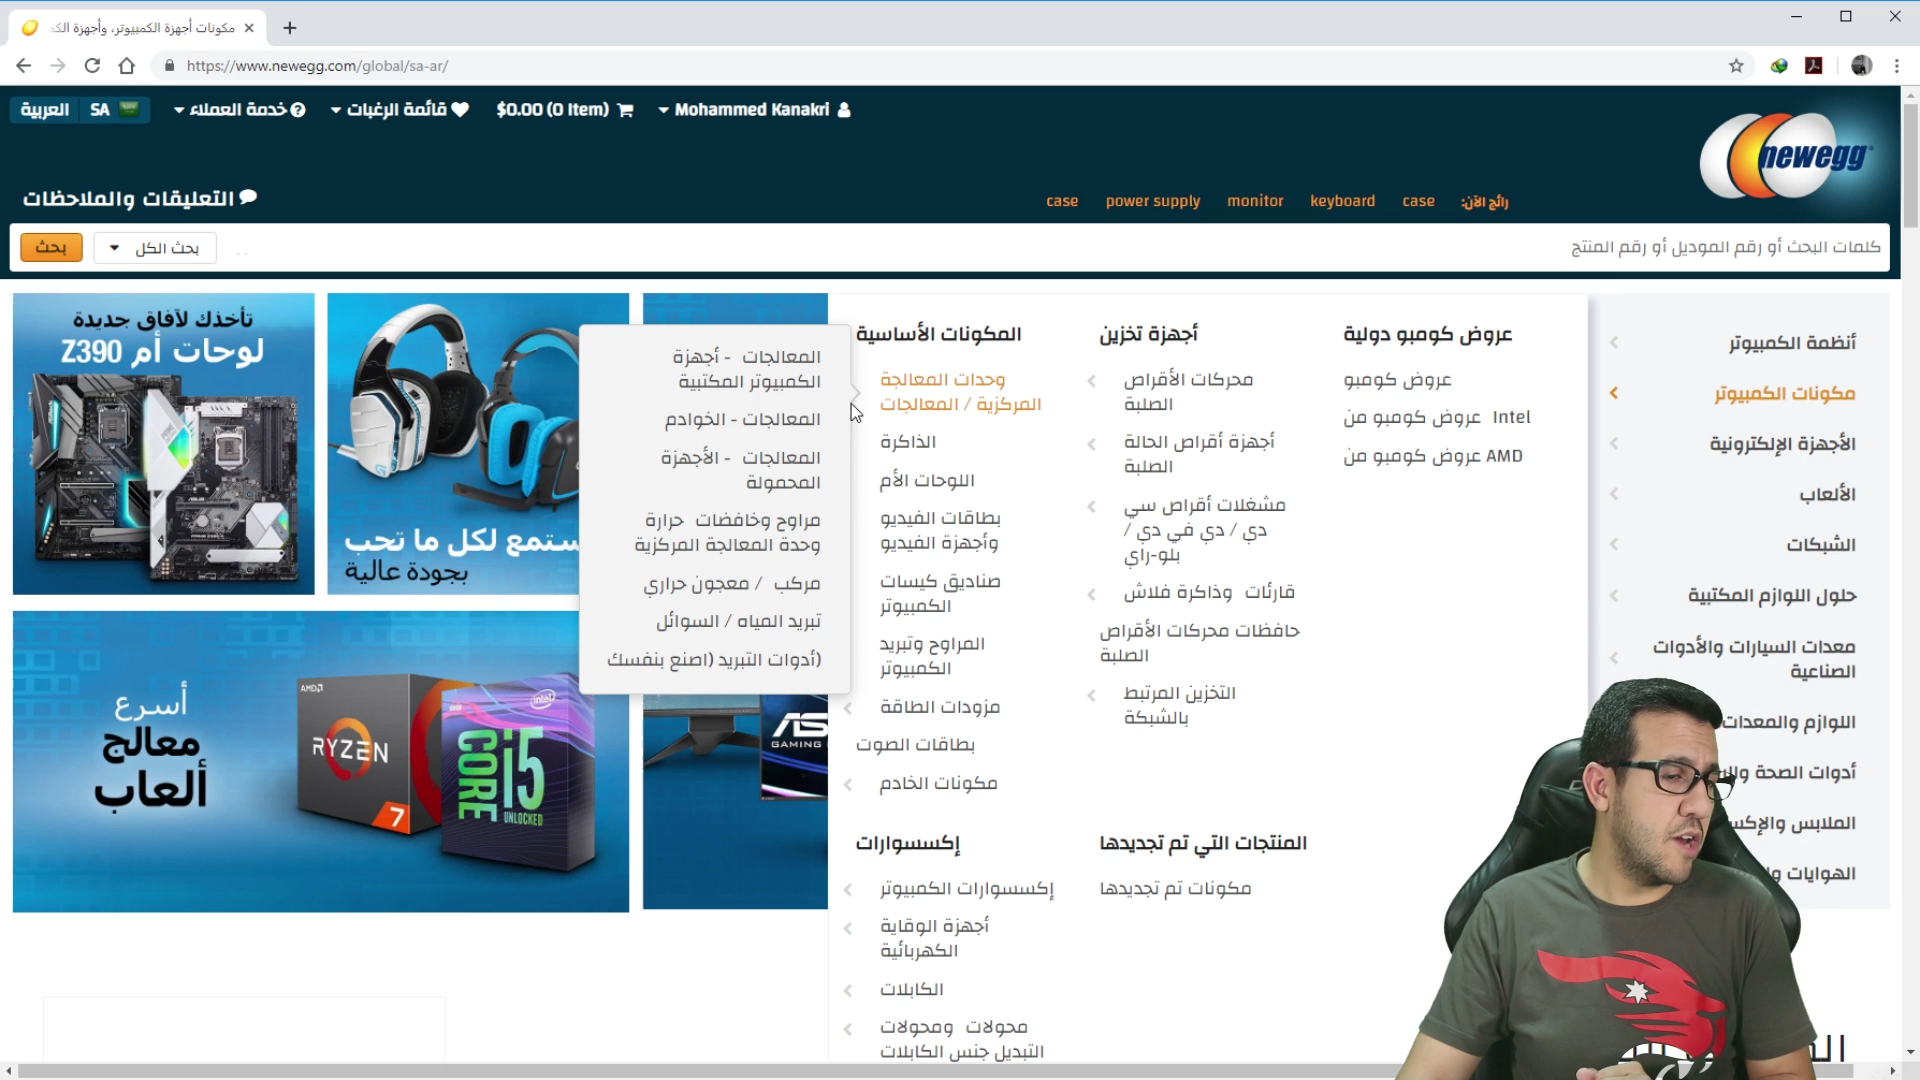 مكونات أجهزة الكمبيوتر، وأجهزة الكم
https://www.newegg.com/global/sa-ar/
العربية
SA
خدمة العملاء
قائمة الرغبات
$0.00 (0 Item)
Mohammed Kanakri
newegg
التعليقات والملاحظات
رائج الآن:
case
keyboard
monitor
power supply
case
كلمات البحث أو رقم الموديل أو رقم المنتج
بحث الكل
بحث
أنظمة الكمبيوتر
مكونات الكمبيوتر
الأجهزة الإلكترونية
الألعاب
الشبكات
حلول اللوازم المكتبية
معدات السيارات والأدوات
الصناعية
اللوازم والمعدات
أدوات الصحة
الملابس
الهوايات
عروض كومبو دولية
عروض كومبو
عروض كومبو من Intel
عروض كومبو من AMD
أجهزة تخزين
محركات الأقراص
الصلبة
أجهزة أقراص الحالة
الصلبة
مشغلات أقراص سي
دي / دي في دي /
بلو-راي
قارئات وذاكرة فلاش
حافظات محركات الأقراص
الصلبة
التخزين المرتبط
بالشبكة
المنتجات التي تم تجديدها
مكونات تم تجديدها
المكونات الأساسية
وحدات المعالجة
المركزية / المعالجات
الذاكرة
اللوحات الأم
بطاقات الفيديو
وأجهزة الفيديو
صناديق كيسات
الكمبيوتر
المراوح وتبريد
الكمبيوتر
مزودات الطاقة
بطاقات الصوت
مكونات الخادم
إكسسوارات
إكسسوارات الكمبيوتر
أجهزة الوقاية
الكهربائية
الكابلات
محولات ومحولات
التبديل جنس الكابلات
المعالجات - أجهزة
الكمبيوتر المكتبية
المعالجات - الخوادم
المعالجات - الأجهزة
المحمولة
مراوح وخافضات حرارة
وحدة المعالجة المركزية
مركب / معجون حراري
تبريد المياه / السوائل
(أدوات التبريد (اصنع بنفسك
ستمع لكل ما تحب
بجودة عالية
تأخذك لآفاق جديدة
لوحات أم Z390
أسرع
معالج
ألعاب
AMD
RYZEN
7
intel
CORE
i5
UNLOCKED
GAMING